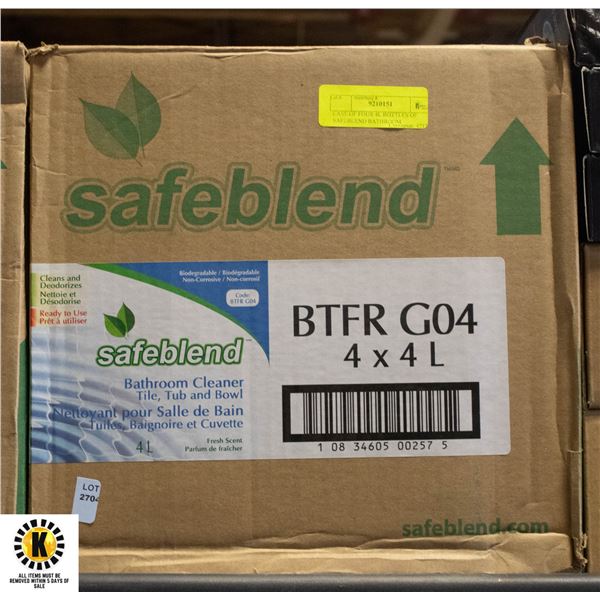 9210151
CASE OF FOUR 4L BOTTLES OF
SAFEBLEND BATHROOM
safeblend
Cleans and
Deodorizes
Nettoie et
Désodorise
Ready to Use
Prêt à utiliser
Biodegradable / Biodégradable
Non-Corrosive / Non-corrosif
Code:
BTFR G04
safeblend
Bathroom Cleaner
Tile, Tub and Bowl
Nettoyant pour Salle de Bain
Tuiles, Baignoire et Cuvette
4 L
Fresh Scent
Parfum de fraîcher
BTFR G04
4 x 4 L
1 08 34605 00257 5
LOT
safeblend.com
K
ALL ITEMS MUST BE
REMOVED WITHIN 5 DAYS OF
SALE